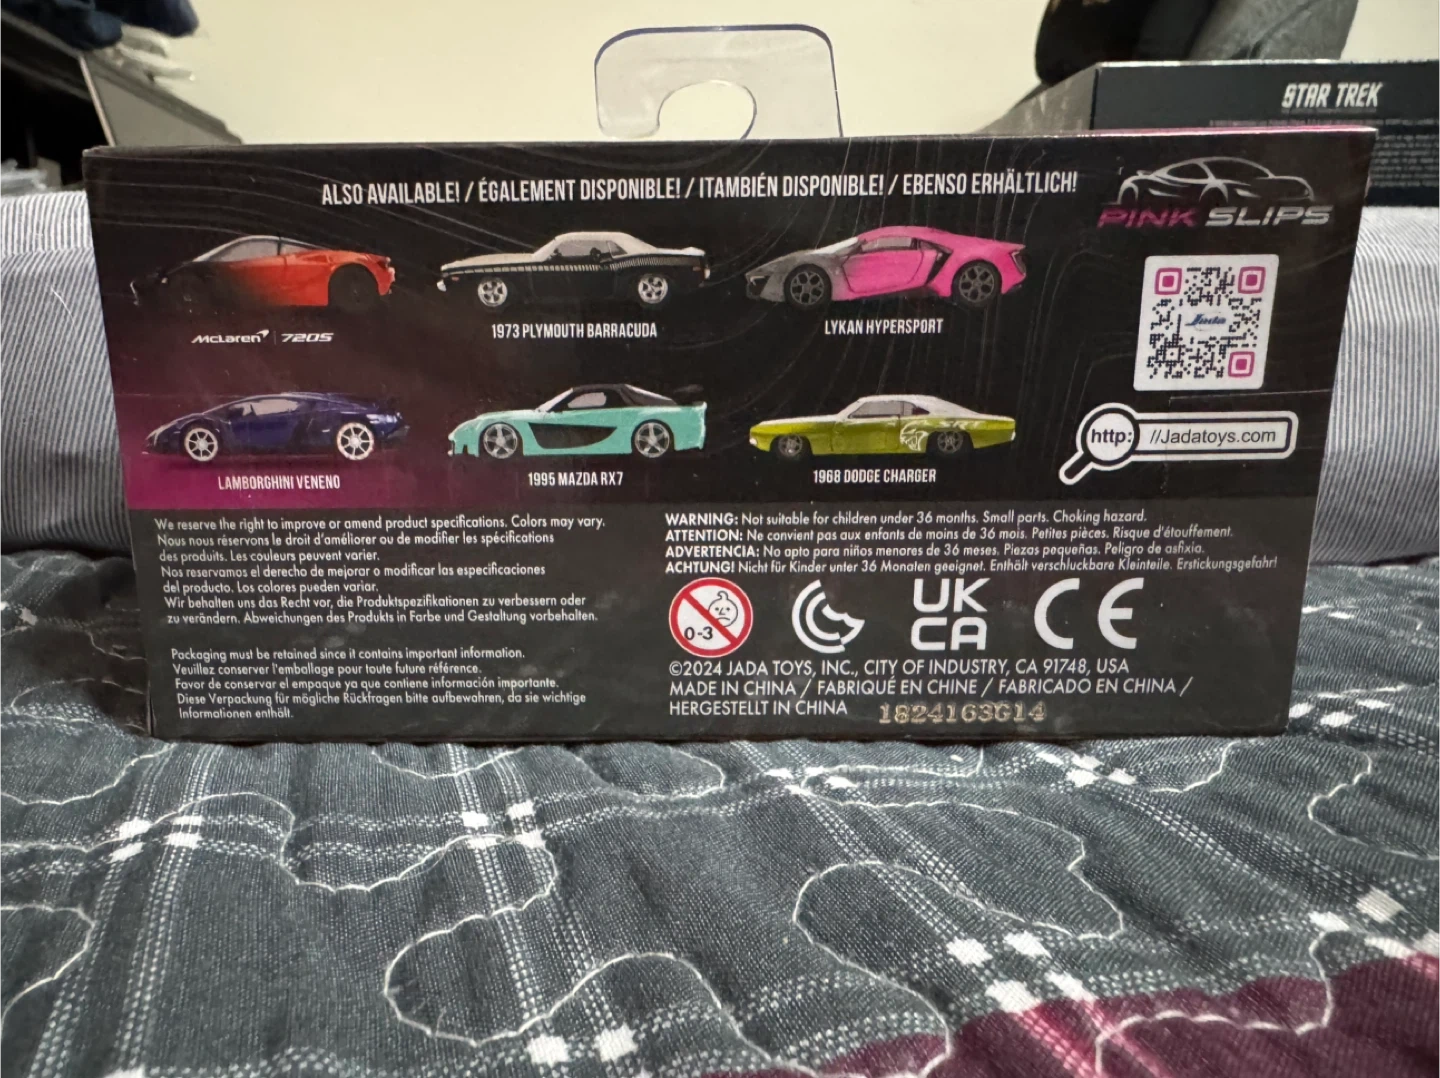 STAR TREK
ALSO AVAILABLE! / ÉGALEMENT DISPONIBLE! / ITAMBIÉN DISPONIBLE! / EBENSO ERHÄLTLICH!
PINK SLIPS
McLaren | 720S
1973 PLYMOUTH BARRACUDA
LYKAN HYPERSPORT
Jada
SRT
LAMBORGHINI VENENO
1995 MAZDA RX7
1968 DODGE CHARGER
http: //Jadatoys.com
We reserve the right to improve or amend product specifications. Colors may vary.
Nous nous réservons le droit d'améliorer ou de modifier les spécifications
des produits. Les couleurs peuvent varier.
Nos reservamos el derecho de mejorar o modificar las especificaciones
del producto. Los colores pueden variar.
Wir behalten uns das Recht vor, die Produktspezifikationen zu verbessern oder
zu verändern. Abweichungen des Produkts in Farbe und Gestaltung vorbehalten.
Packaging must be retained since it contains important information.
Veuillez conserver l'emballage pour toute future référence.
Favor de conservar el empaque ya que contiene información importante.
Diese Verpackung für mögliche Rückfragen bitte aufbewahren, da sie wichtige
Informationen enthält.
WARNING: Not suitable for children under 36 months. Small parts. Choking hazard.
ATTENTION: Ne convient pas aux enfants de moins de 36 mois. Petites pièces. Risque d'étouffement.
ADVERTENCIA: No apto para niños menores de 36 meses. Piezas pequeñas. Peligro de asfixia.
ACHTUNG! Nicht für Kinder unter 36 Monaten geeignet. Enthält verschluckbare Kleinteile. Erstickungsgefahr!
0-3
UK
CA
CE
©2024 JADA TOYS, INC., CITY OF INDUSTRY, CA 91748, USA
MADE IN CHINA / FABRIQUÉ EN CHINE / FABRICADO EN CHINA /
HERGESTELLT IN CHINA
1824163G14